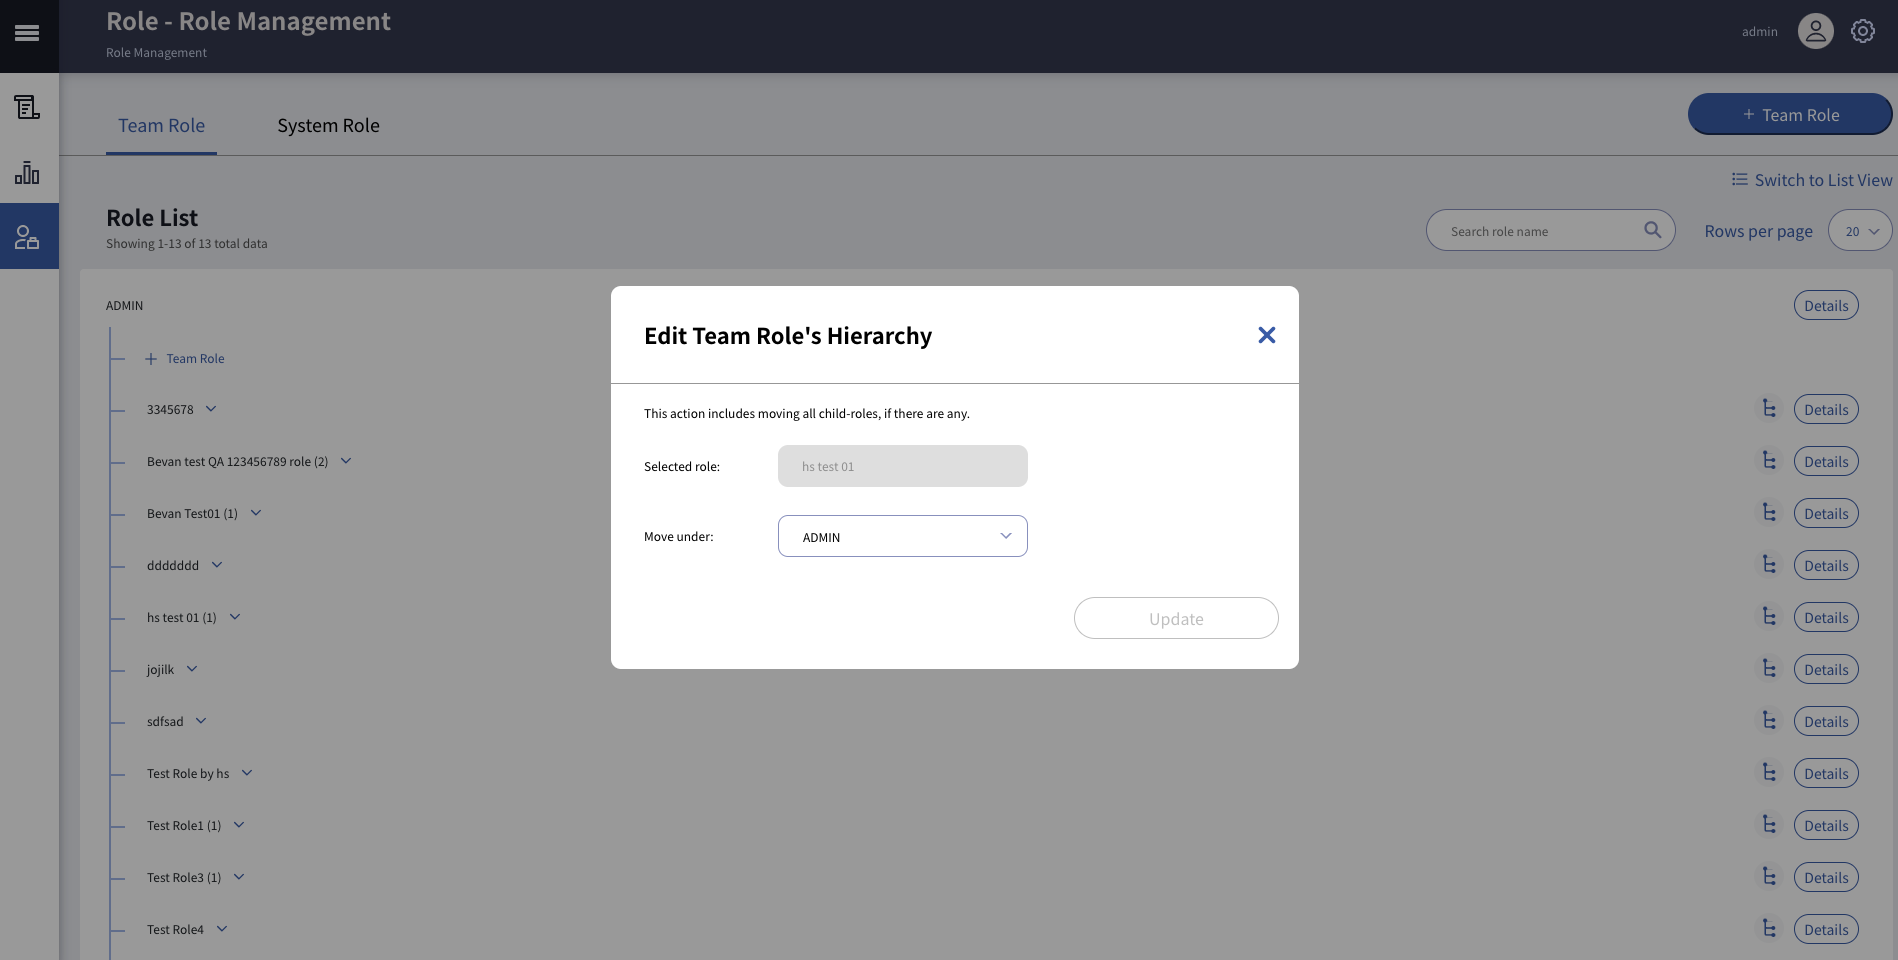 Role - Role Management
Role Management
admin
Team Role
System Role
+ Team Role
Switch to List View
Role List
Showing 1-13 of 13 total data
Search role name
Rows per page
20
ADMIN
Details
+ Team Role
3345678
Details
Bevan test QA 123456789 role (2)
Details
Bevan Test01 (1)
Details
ddddddd
Details
hs test 01 (1)
Details
jojilk
Details
sdfsad
Details
Test Role by hs
Details
Test Role1 (1)
Details
Test Role3 (1)
Details
Test Role4
Details
Edit Team Role's Hierarchy
This action includes moving all child-roles, if there are any.
Selected role:
hs test 01
Move under:
ADMIN
Update